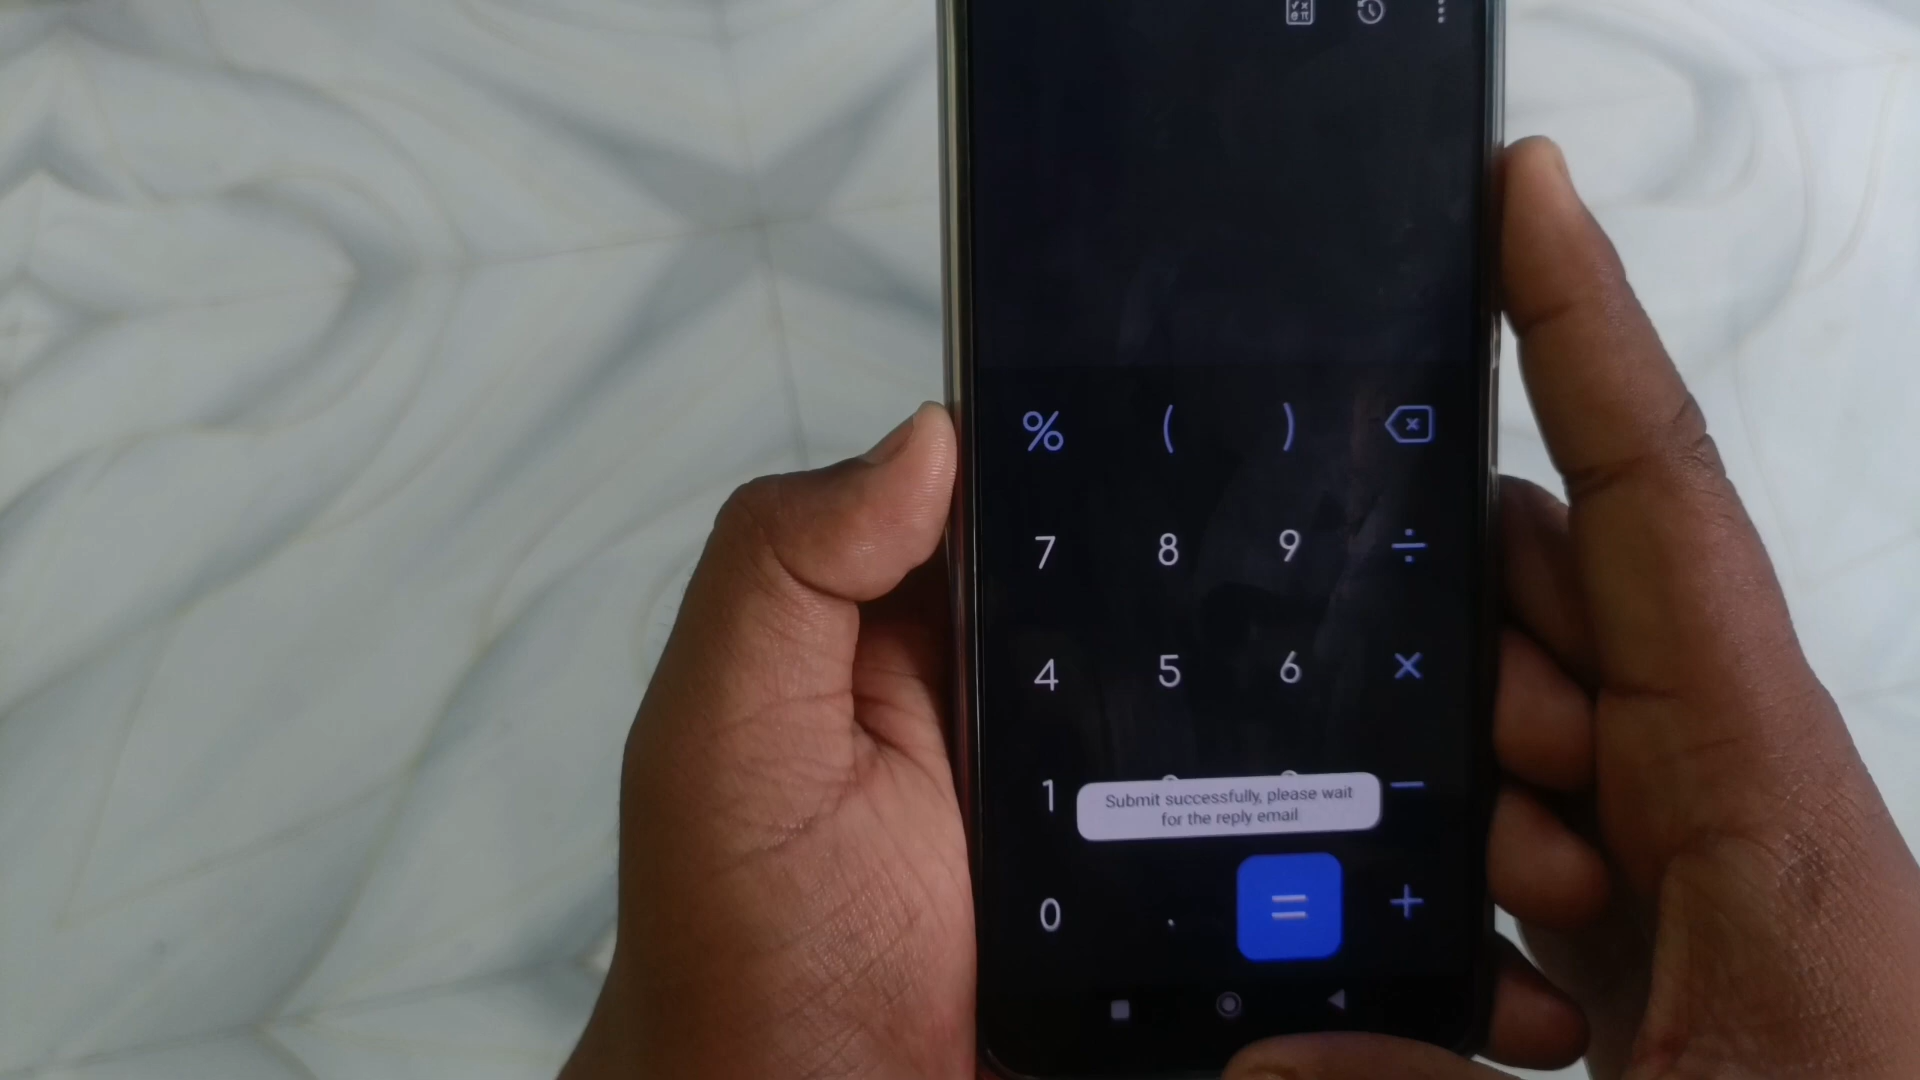 % ( )
7 8 9 ÷
4 5 6 ×
1 −
Submit successfully, please wait
for the reply email
0 . = +